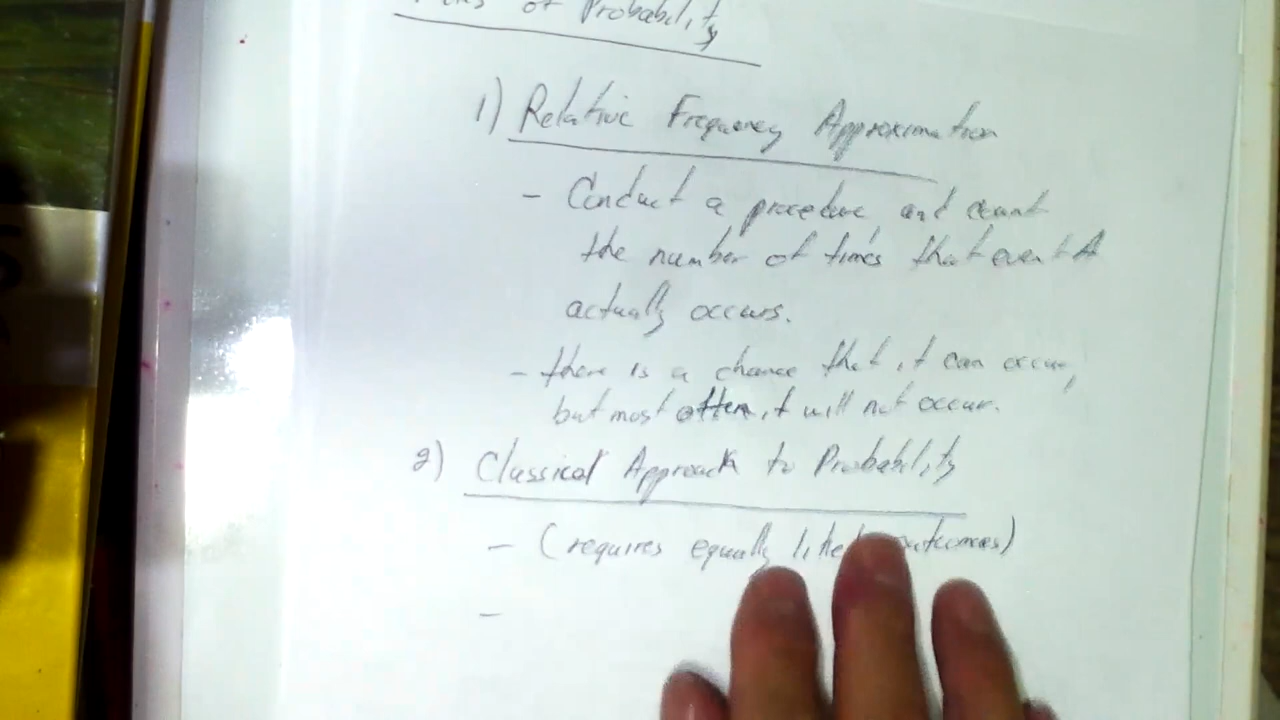 of Probability
1) Relative Frequency Approximation
- Conduct a procedure, and count
the number of times that event A
actually occurs.
- there is a chance that it can occur,
but most often it will not occur.
2) Classical Approach to Probability
- (requires equally likely outcomes)
-